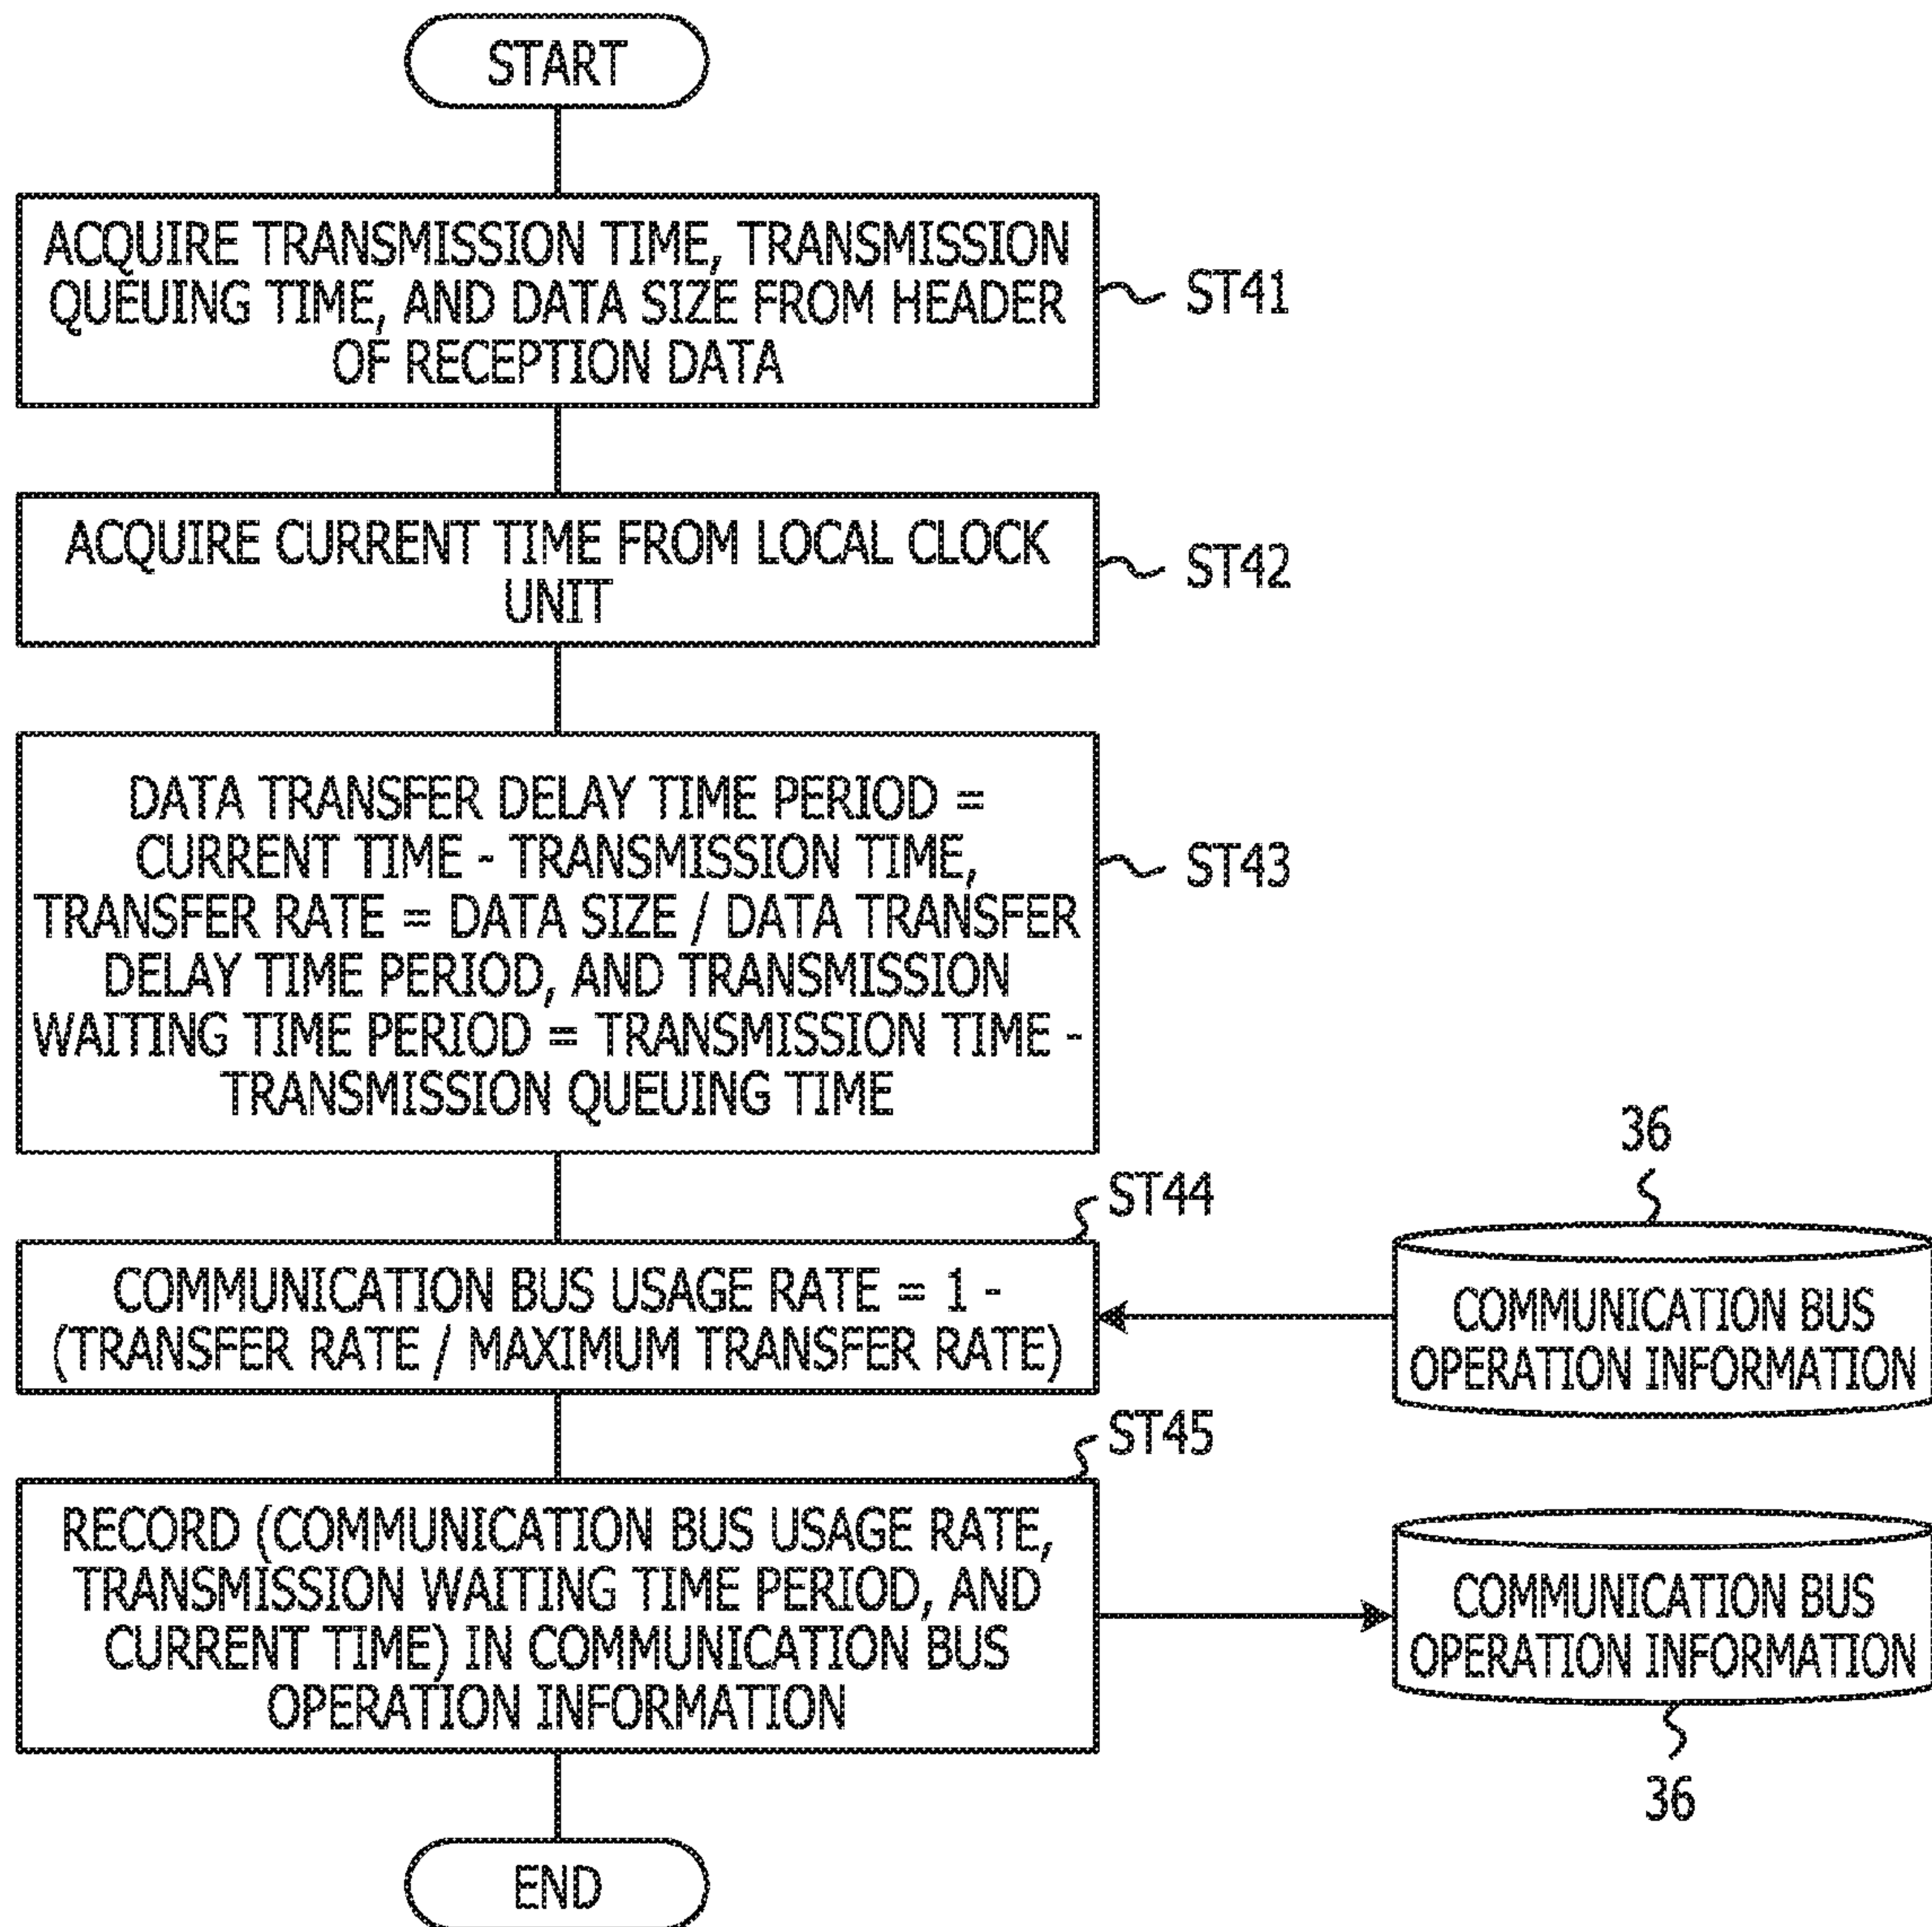 START
ACQUIRE TRANSMISSION TIME, TRANSMISSION
QUEUING TIME, AND DATA SIZE FROM HEADER
OF RECEPTION DATA
ST41
ACQUIRE CURRENT TIME FROM LOCAL CLOCK
UNIT
ST42
DATA TRANSFER DELAY TIME PERIOD =
CURRENT TIME - TRANSMISSION TIME,
TRANSFER RATE = DATA SIZE / DATA TRANSFER
DELAY TIME PERIOD, AND TRANSMISSION
WAITING TIME PERIOD = TRANSMISSION TIME -
TRANSMISSION QUEUING TIME
ST43
ST44
COMMUNICATION BUS USAGE RATE = 1 -
(TRANSFER RATE / MAXIMUM TRANSFER RATE)
36
COMMUNICATION BUS
OPERATION INFORMATION
ST45
RECORD (COMMUNICATION BUS USAGE RATE,
TRANSMISSION WAITING TIME PERIOD, AND
CURRENT TIME) IN COMMUNICATION BUS
OPERATION INFORMATION
COMMUNICATION BUS
OPERATION INFORMATION
36
END